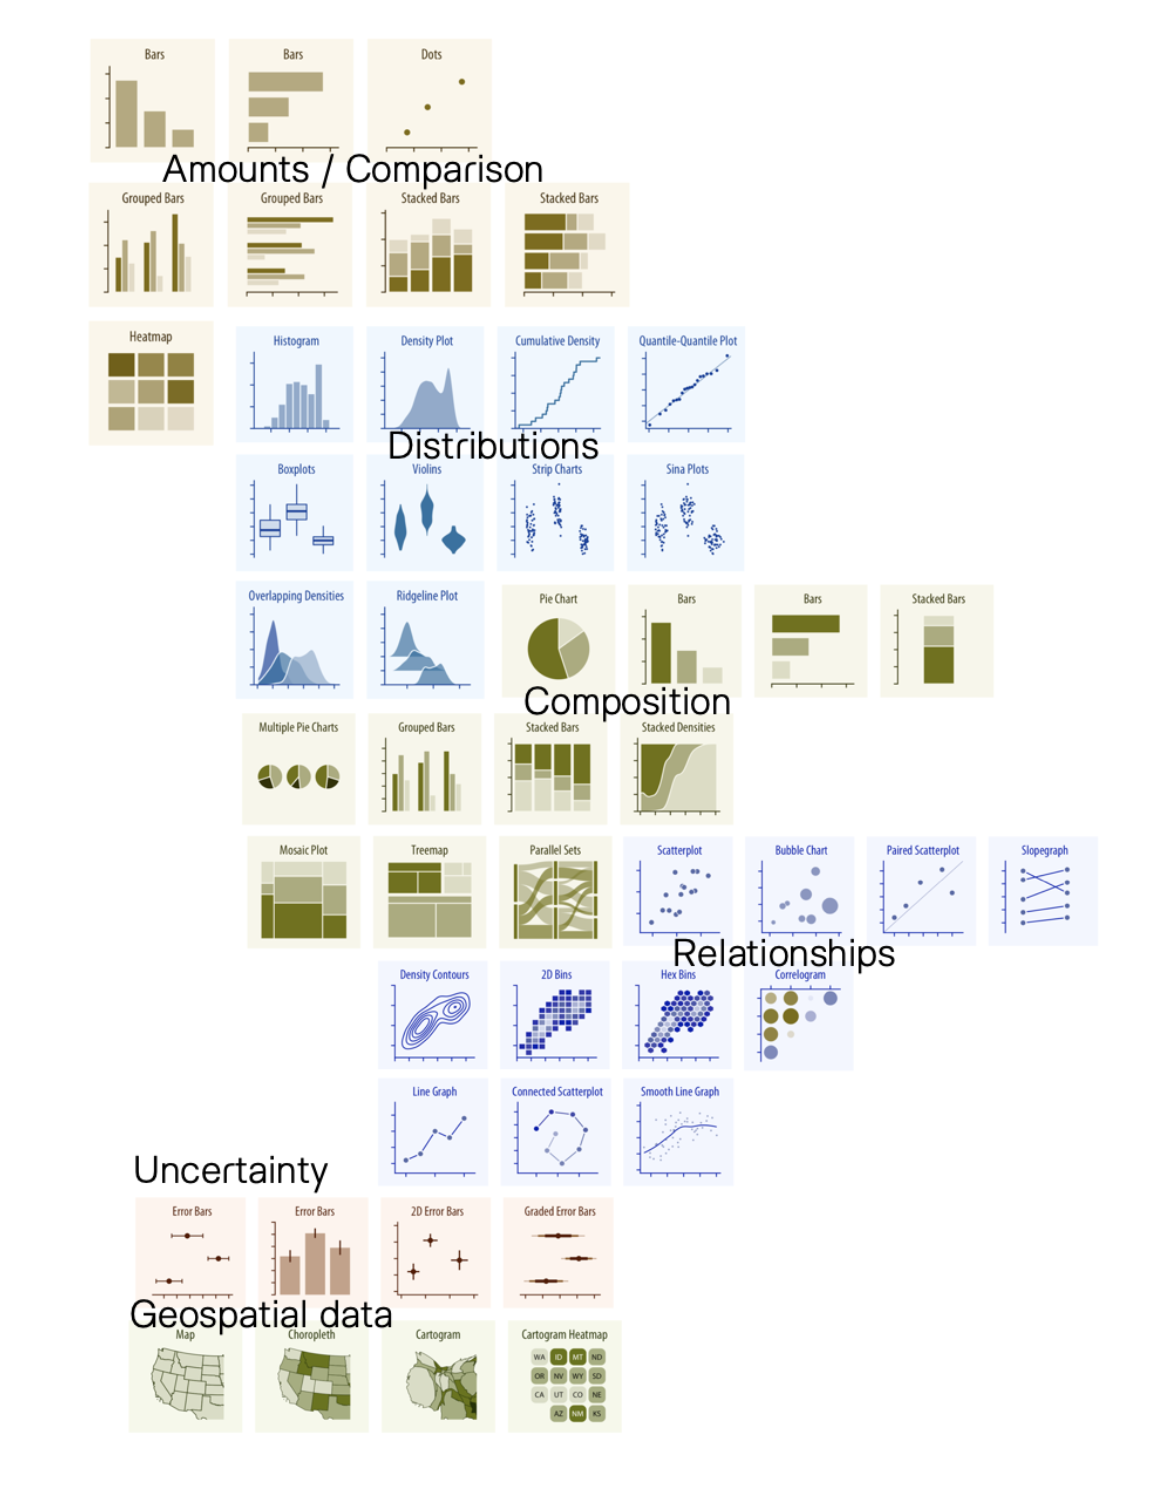 Bars Bars Dots
Amounts / Comparison
Grouped Bars Grouped Bars Stacked Bars Stacked Bars
Heatmap Histogram Density Plot Cumulative Density Quantile-Quantile Plot
Distributions
Boxplots Violins Strip Charts Sina Plots
Overlapping Densities Ridgeline Plot Pie Chart Bars Bars Stacked Bars
Composition
Multiple Pie Charts Grouped Bars Stacked Bars Stacked Densities
Mosaic Plot Treemap Parallel Sets Scatterplot Bubble Chart Paired Scatterplot Slopegraph
Relationships
Density Contours 2D Bins Hex Bins Correlogram
Line Graph Connected Scatterplot Smooth Line Graph
Uncertainty
Error Bars Error Bars 2D Error Bars Graded Error Bars
Geospatial data
Map Choropleth Cartogram Cartogram Heatmap
WA ID MT ND
OR NV WY SD
CA UT CO NE
AZ NM KS